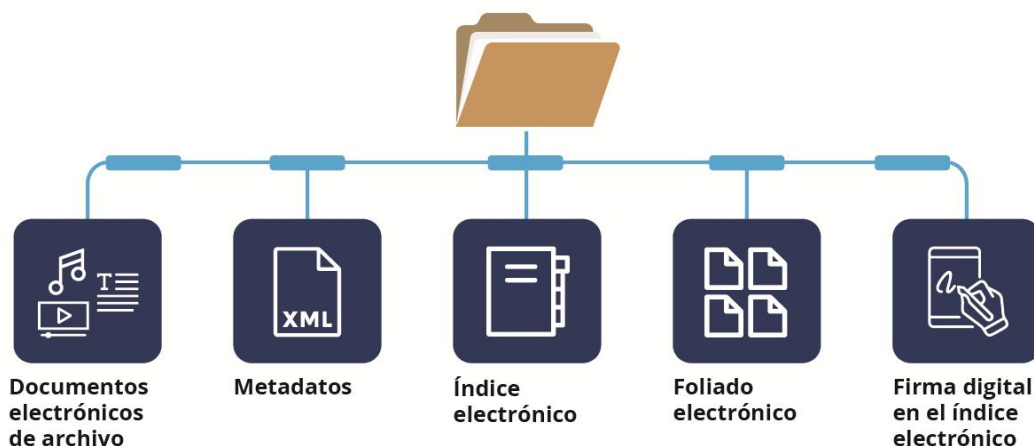 T
XML
Documentos
electrónicos
de archivo
Metadatos
Índice
electrónico
Foliado
electrónico
Firma digital
en el índice
electrónico